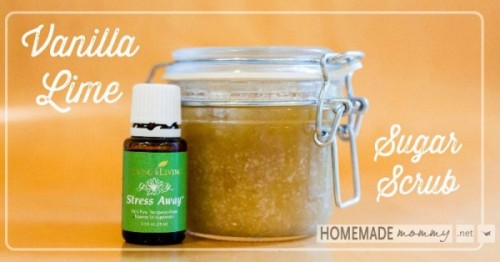 Vanilla
Lime
Sugar
Scrub
Stress Away
HOMEMADE mommy .net